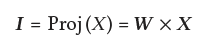 I = Proj(X) = W × X